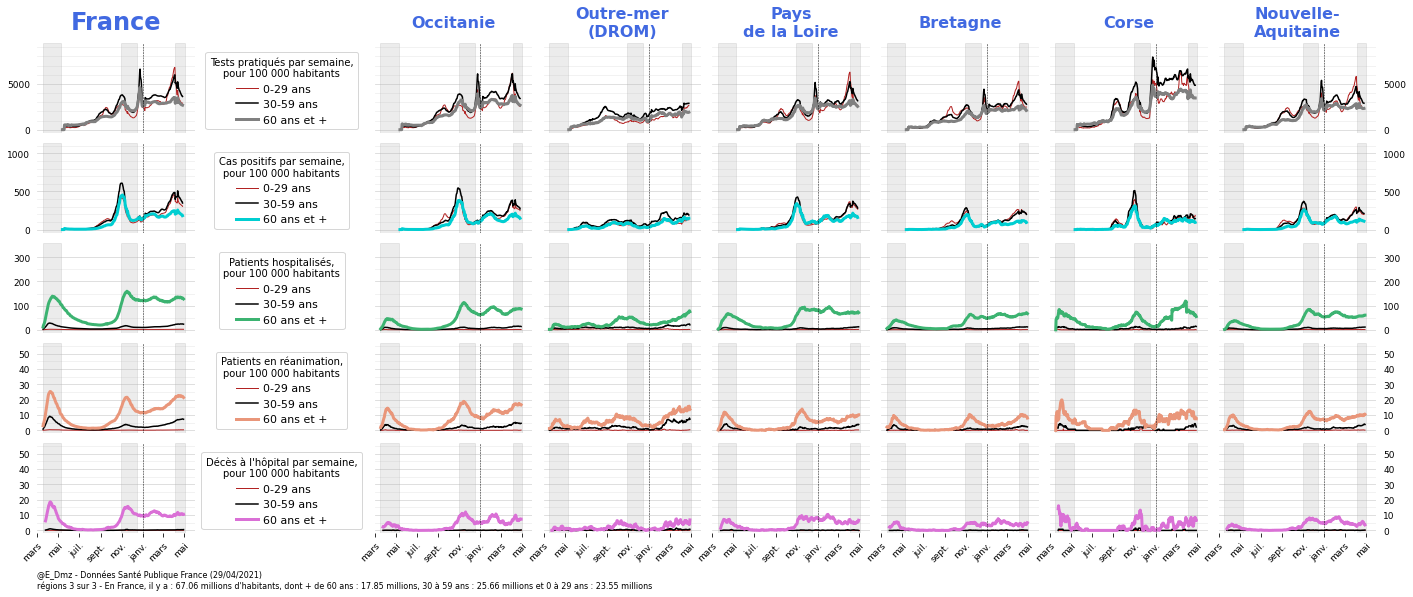 France
Occitanie
Outre-mer
(DROM)
Pays
de la Loire
Bretagne
Corse
Nouvelle-
Aquitaine
Tests pratiqués par semaine,
pour 100 000 habitants
0-29 ans
30-59 ans
60 ans et +
5000
0
5000
0
Cas positifs par semaine,
pour 100 000 habitants
0-29 ans
30-59 ans
60 ans et +
1000
500
0
1000
500
0
Patients hospitalisés,
pour 100 000 habitants
0-29 ans
30-59 ans
60 ans et +
300
200
100
0
300
200
100
0
Patients en réanimation,
pour 100 000 habitants
0-29 ans
30-59 ans
60 ans et +
50
40
30
20
10
0
50
40
30
20
10
0
Décès à l'hôpital par semaine,
pour 100 000 habitants
0-29 ans
30-59 ans
60 ans et +
50
40
30
20
10
0
50
40
30
20
10
0
mars mai juil. sept. nov. janv. mars mai
mars mai juil. sept. nov. janv. mars mai
mars mai juil. sept. nov. janv. mars mai
mars mai juil. sept. nov. janv. mars mai
mars mai juil. sept. nov. janv. mars mai
mars mai juil. sept. nov. janv. mars mai
mars mai juil. sept. nov. janv. mars mai
@E_Dmz - Données Santé Publique France (29/04/2021)
régions 3 sur 3 - En France, il y a : 67.06 millions d'habitants, dont + de 60 ans : 17.85 millions, 30 à 59 ans : 25.66 millions et 0 à 29 ans : 23.55 millions